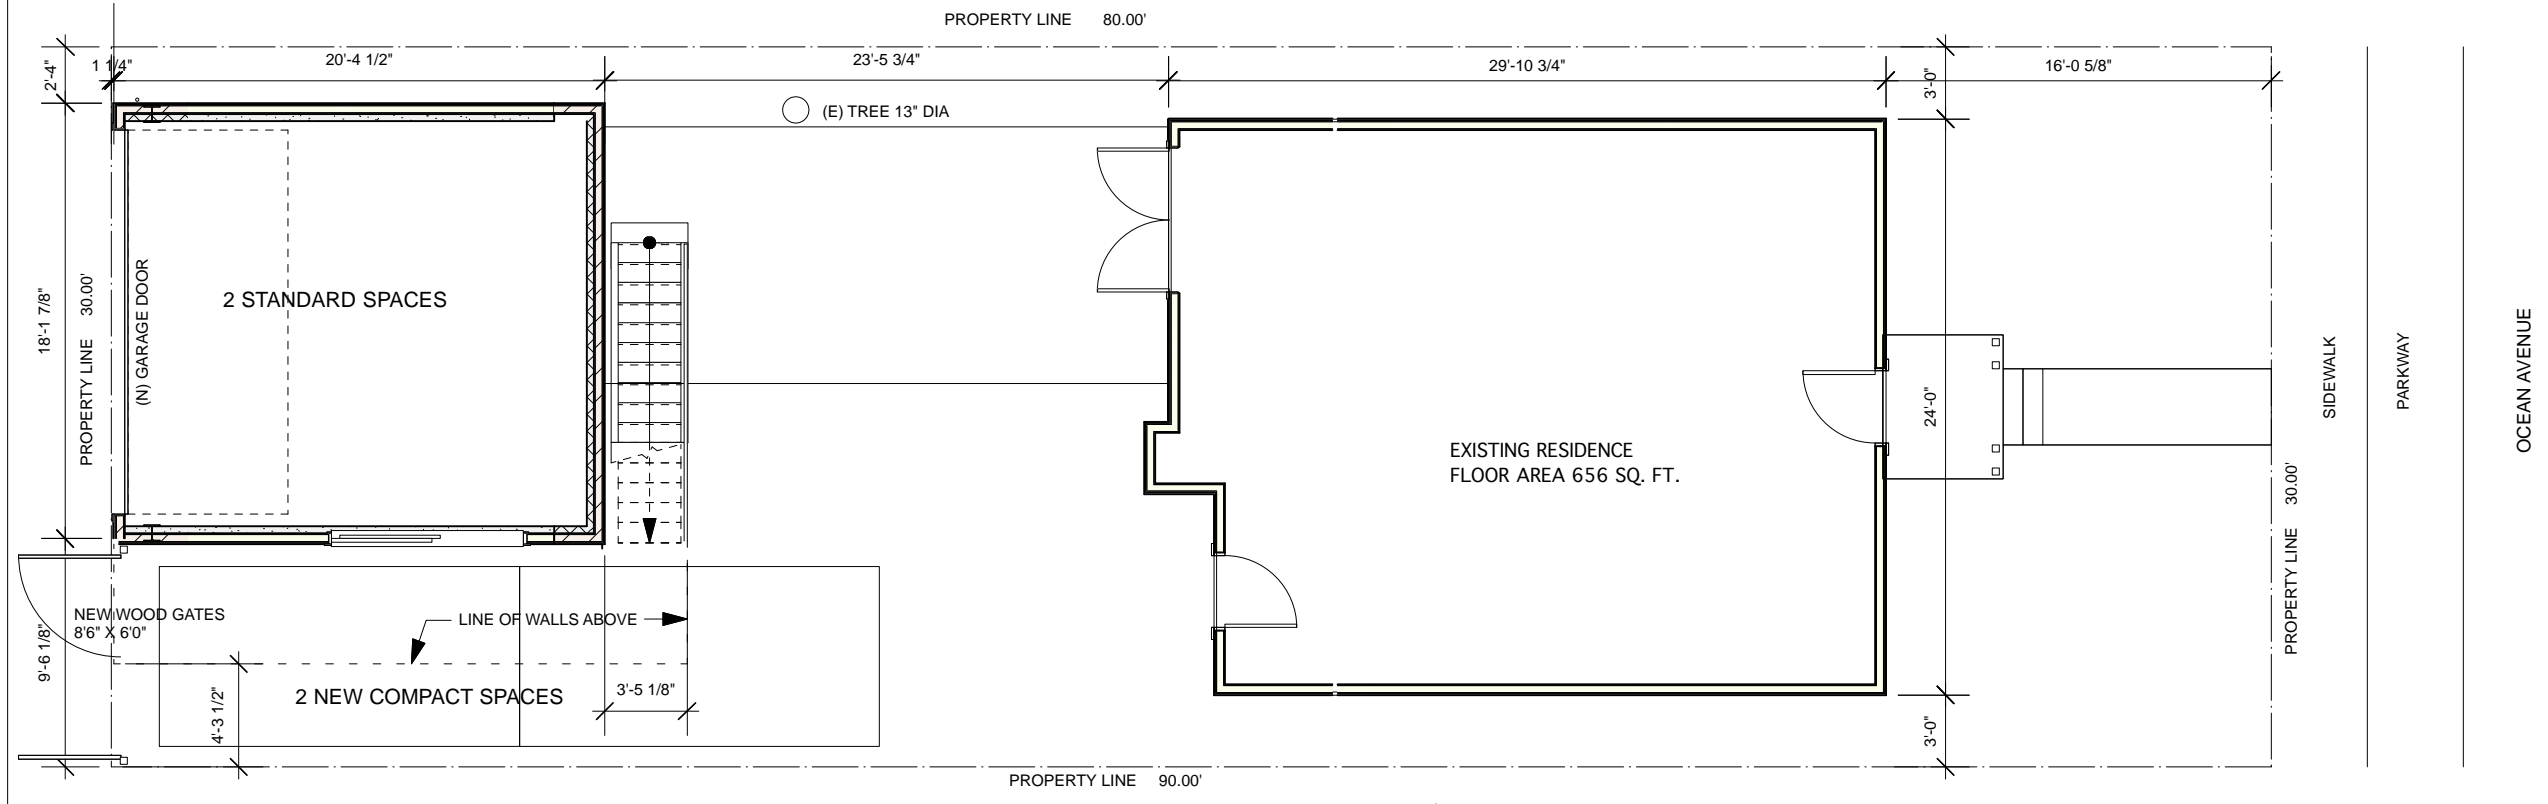 PROPERTY LINE 80.00'
2'-4"
1 1/4"
20'-4 1/2"
23'-5 3/4"
29'-10 3/4"
3'-0"
16'-0 5/8"
(E) TREE 13" DIA
18'-1 7/8"
PROPERTY LINE 30.00'
(N) GARAGE DOOR
2 STANDARD SPACES
EXISTING RESIDENCE
FLOOR AREA 656 SQ. FT.
24'-0"
SIDEWALK
PARKWAY
OCEAN AVENUE
PROPERTY LINE 30.00'
NEW WOOD GATES
8'6" X 6'0"
9'-6 1/8"
LINE OF WALLS ABOVE
4'-3 1/2"
2 NEW COMPACT SPACES
3'-5 1/8"
3'-0"
PROPERTY LINE 90.00'